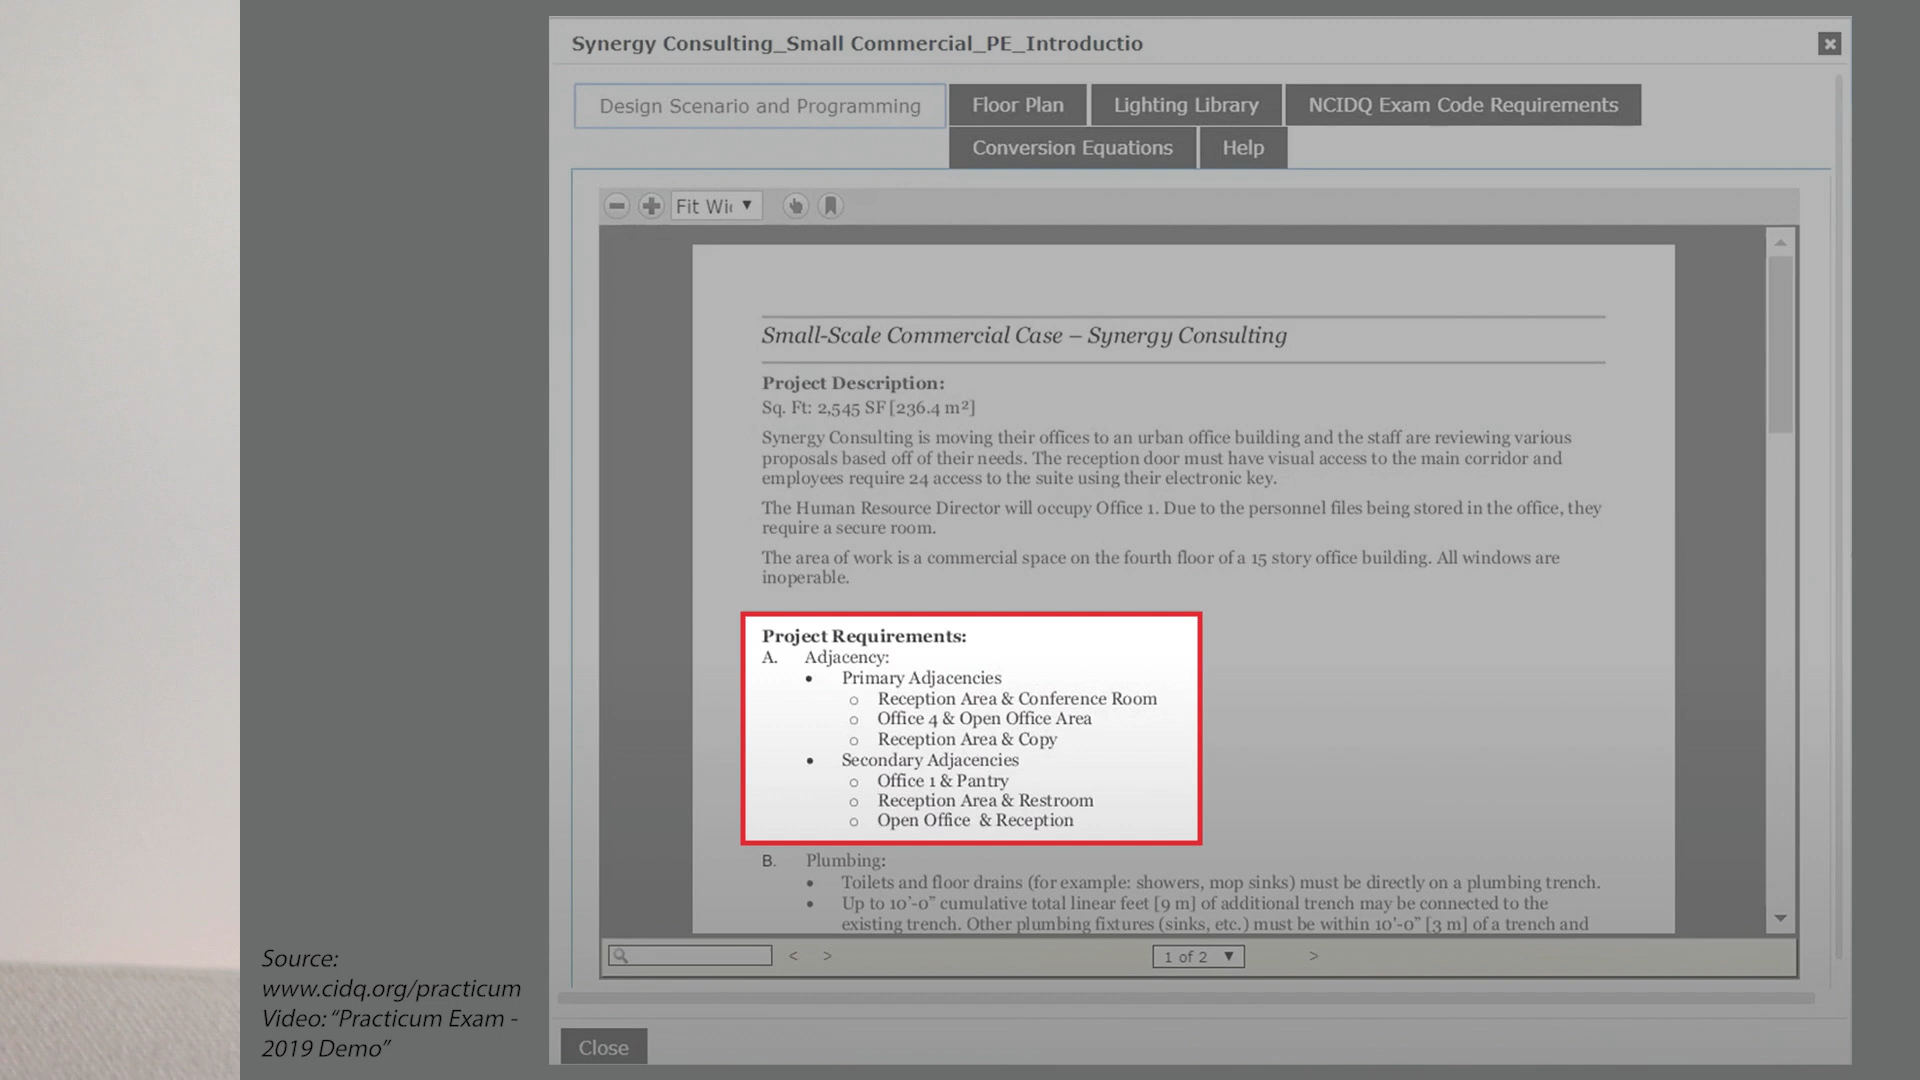 Synergy Consulting_Small Commercial_PE_Introductio
Design Scenario and Programming
Floor Plan
Lighting Library
NCIDQ Exam Code Requirements
Conversion Equations
Help
Fit Wi
Small-Scale Commercial Case – Synergy Consulting
Project Description:
Sq. Ft: 2,545 SF [236.4 m²]
Synergy Consulting is moving their offices to an urban office building and the staff are reviewing various
proposals based off of their needs. The reception door must have visual access to the main corridor and
employees require 24 access to the suite using their electronic key.
The Human Resource Director will occupy Office 1. Due to the personnel files being stored in the office, they
require a secure room.
The area of work is a commercial space on the fourth floor of a 15 story office building. All windows are
inoperable.
Project Requirements:
A. Adjacency:
• Primary Adjacencies
○ Reception Area & Conference Room
○ Office 4 & Open Office Area
○ Reception Area & Copy
• Secondary Adjacencies
○ Office 1 & Pantry
○ Reception Area & Restroom
○ Open Office & Reception
B. Plumbing:
• Toilets and floor drains (for example: showers, mop sinks) must be directly on a plumbing trench.
• Up to 10'-0” cumulative total linear feet [9 m] of additional trench may be connected to the
existing trench. Other plumbing fixtures (sinks, etc.) must be within 10'-0” [3 m] of a trench and
< > 1 of 2 >
Close
Source:
www.cidq.org/practicum
Video: “Practicum Exam -
2019 Demo”